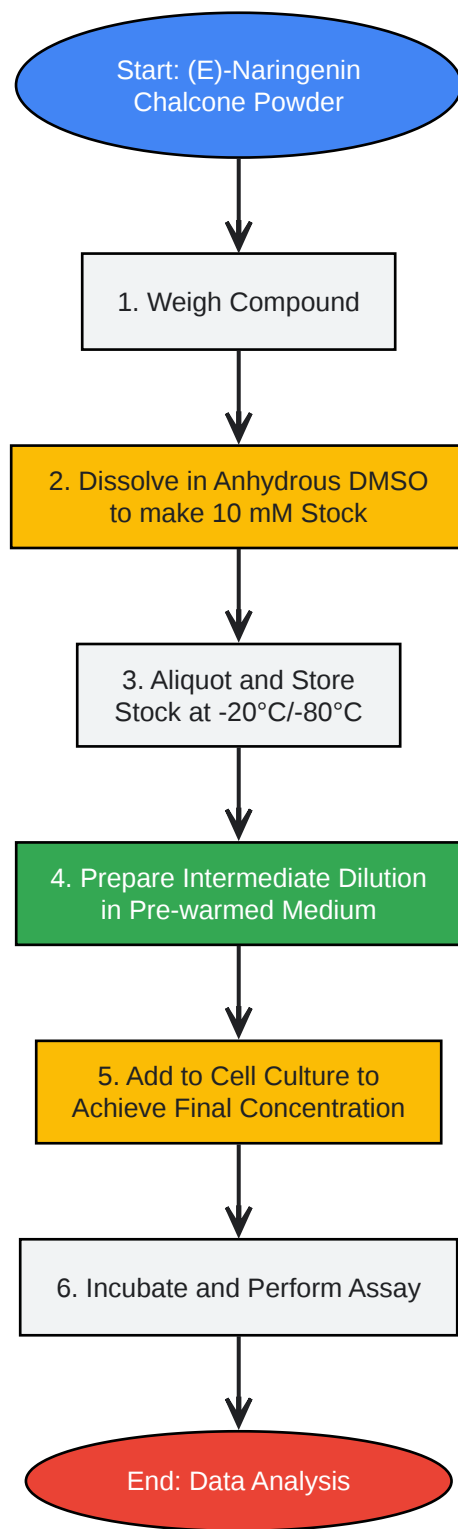 Start: (E)-Naringenin
Chalcone Powder
1. Weigh Compound
2. Dissolve in Anhydrous DMSO
to make 10 mM Stock
3. Aliquot and Store
Stock at -20°C/-80°C
4. Prepare Intermediate Dilution
in Pre-warmed Medium
5. Add to Cell Culture to
Achieve Final Concentration
6. Incubate and Perform Assay
End: Data Analysis